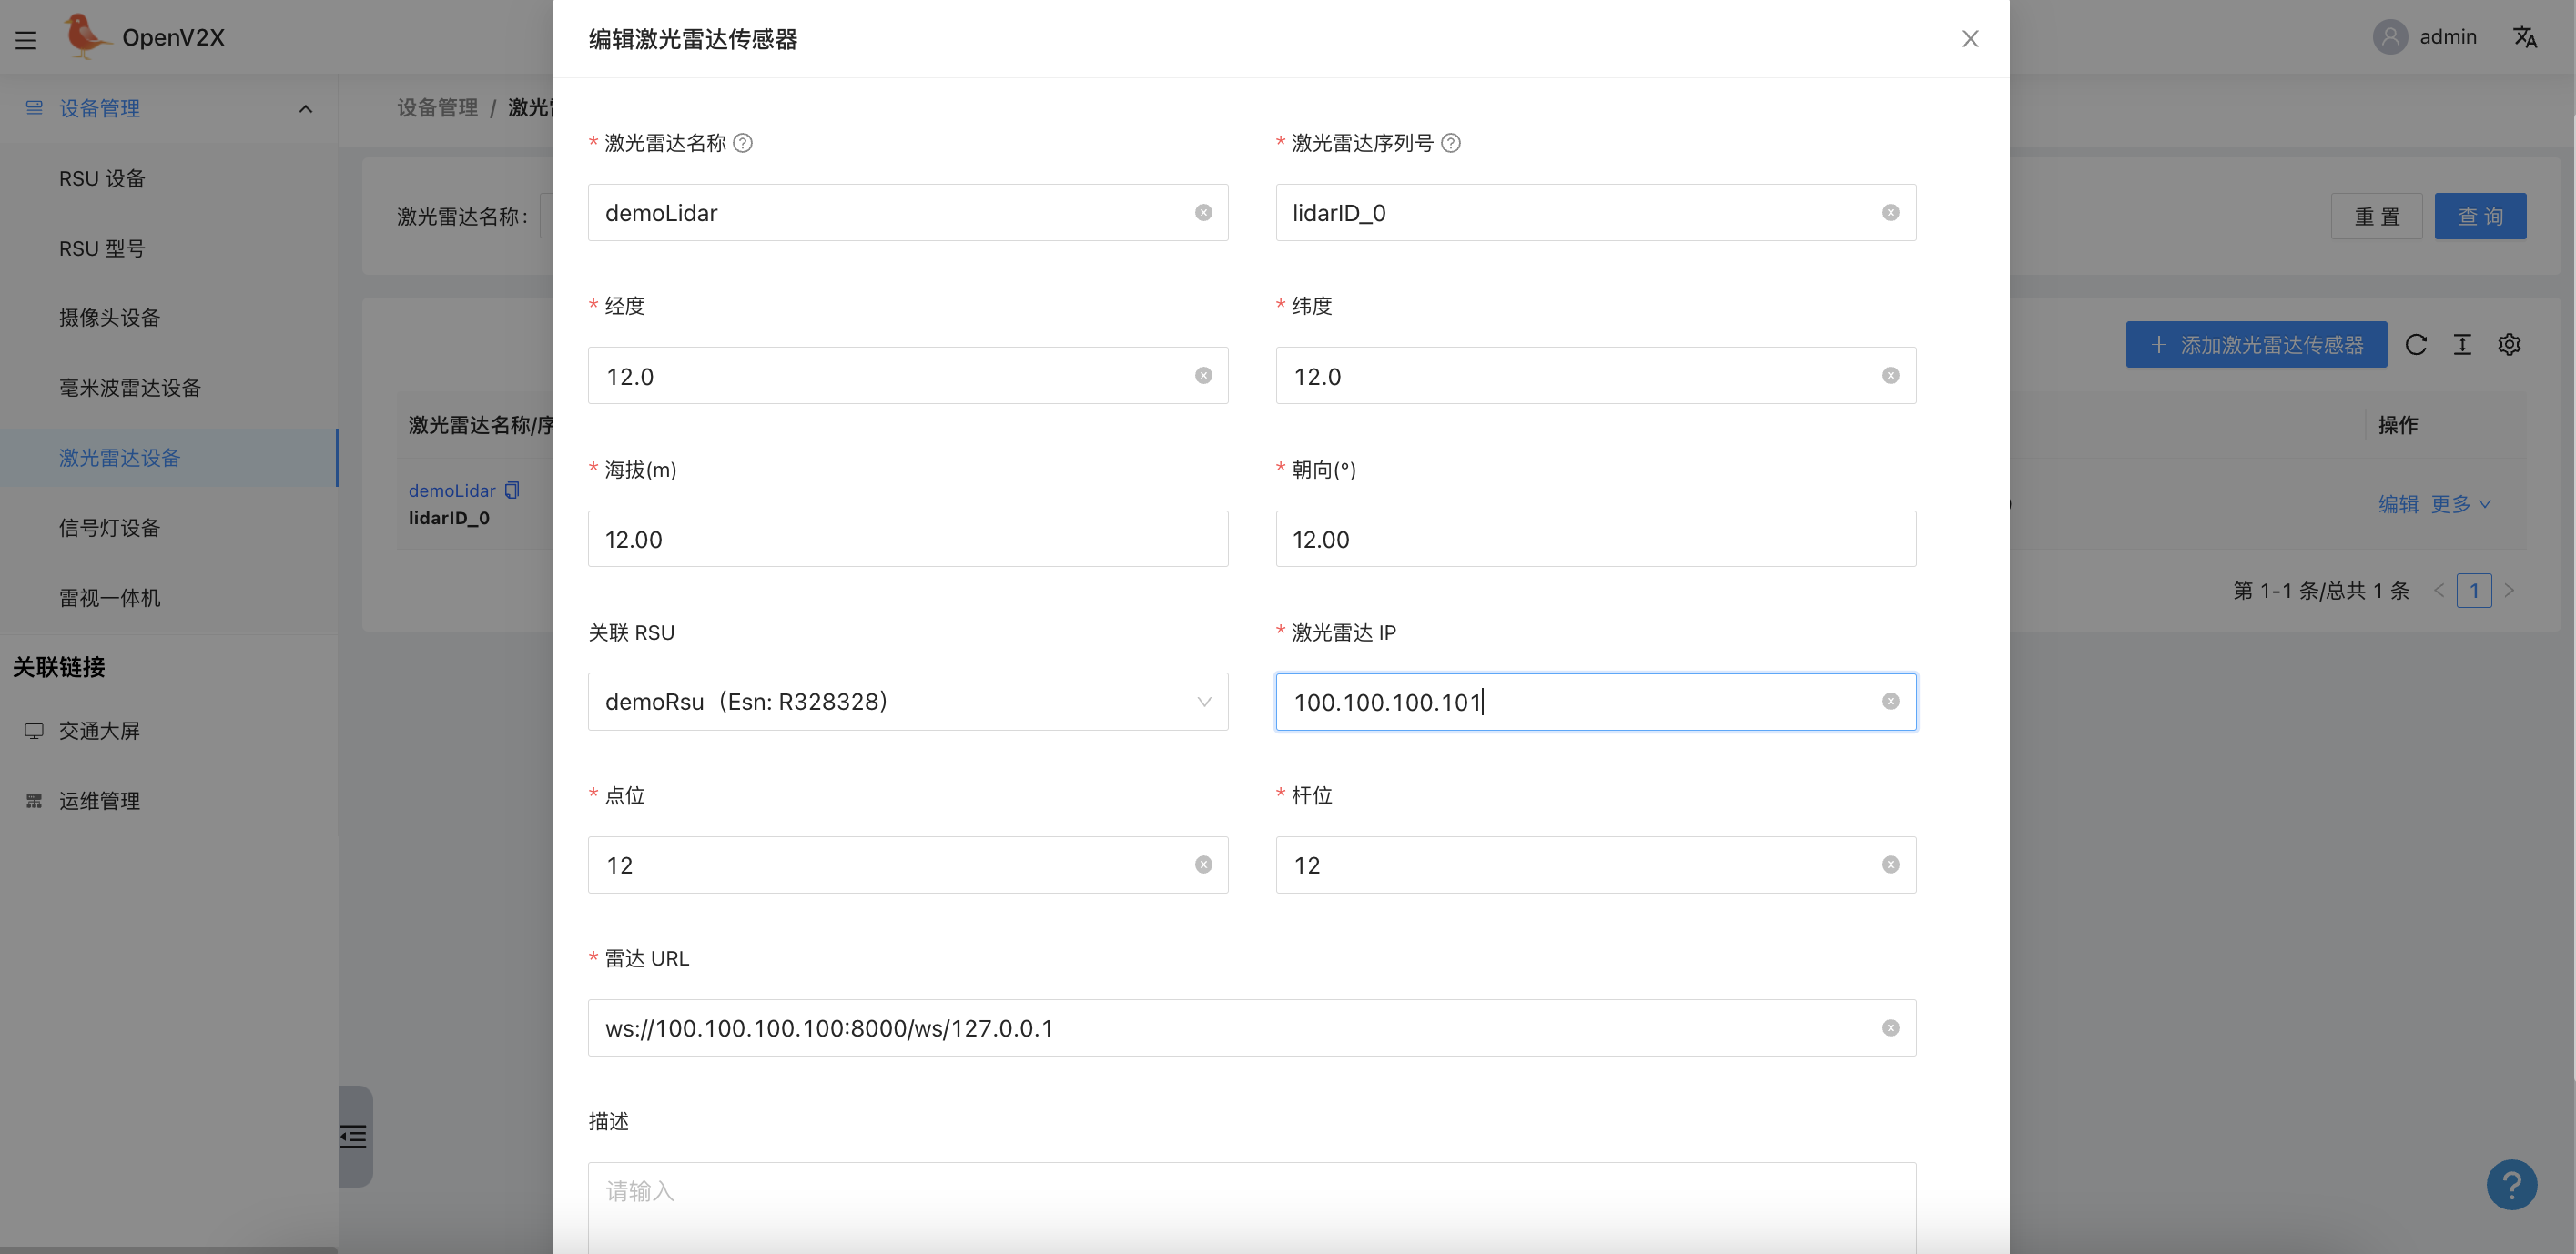 OpenV2X
admin
设备管理
RSU 设备
RSU 型号
摄像头设备
毫米波雷达设备
激光雷达设备
信号灯设备
雷视一体机
关联链接
交通大屏
运维管理
设备管理 / 激光
激光雷达名称:
重 置
查 询
添加激光雷达传感器
激光雷达名称/序
操作
demoLidar
lidarID_0
编辑 更多
第 1-1 条/总共 1 条
1
编辑激光雷达传感器
* 激光雷达名称
demoLidar
* 激光雷达序列号
lidarID_0
* 经度
12.0
* 纬度
12.0
* 海拔(m)
12.00
* 朝向(°)
12.00
关联 RSU
demoRsu（Esn: R328328）
* 激光雷达 IP
100.100.100.101
* 点位
12
* 杆位
12
* 雷达 URL
ws://100.100.100.100:8000/ws/127.0.0.1
描述
请输入